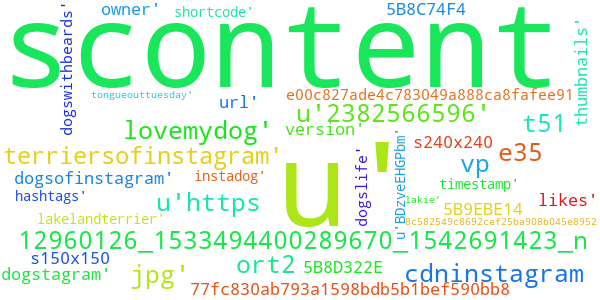 owner'
shortcode'
5B8C74F4
scontent
dogswithbeards'
thumbnails'
tongueouttuesday'
url'
e00c827ade4c783049a888ca8fafee91
u'2382566596'
lovemydog'
version'
t51
u'
terriersofinstagram'
s240x240
e35
vp
dogsofinstagram'
instadog'
dogslife'
u'BDzveEHGPbm'
timestamp'
hashtags'
u'https
lakie'
likes'
5B9EBE14
lakelandterrier'
8c582549c8692cef25ba908b045e8952
12960126_1533494400289670_1542691423_n
s150x150
ort2
5B8D322E
cdninstagram
dogstagram'
jpg'
77fc830ab793a1598bdb5b1bef590bb8